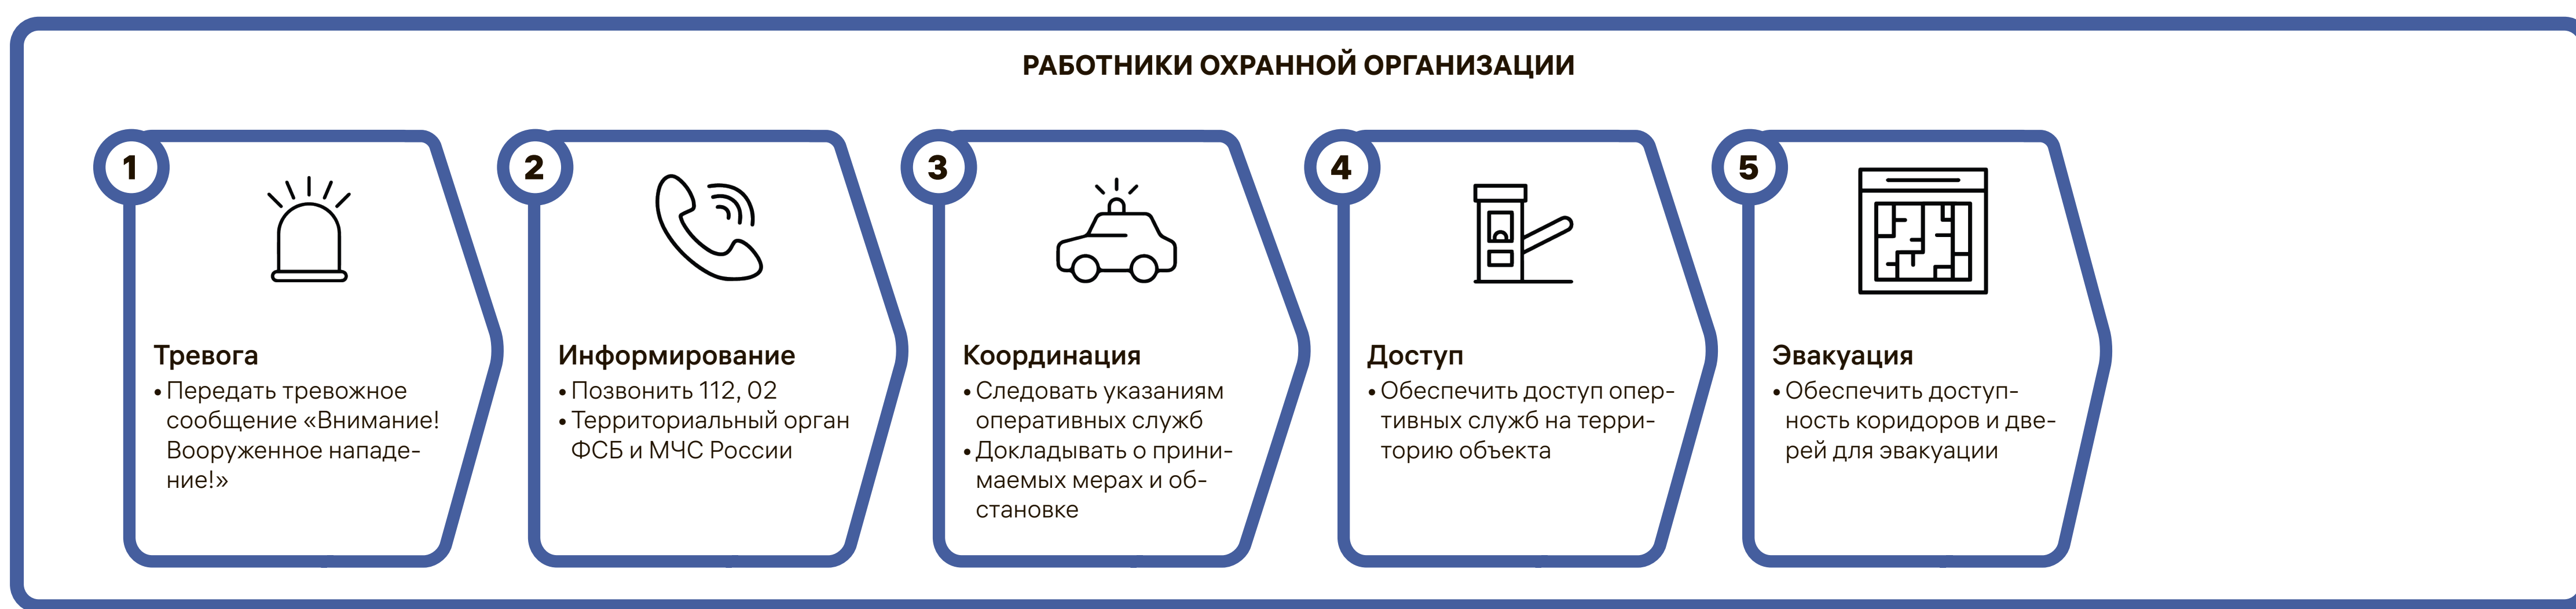 РАБОТНИКИ ОХРАННОЙ ОРГАНИЗАЦИИ
1
Тревога
• Передать тревожное
сообщение «Внимание!
Вооруженное нападе-
ние!»
2
Информирование
• Позвонить 112, 02
• Территориальный орган
ФСБ и МЧС России
3
Координация
• Следовать указаниям
оперативных служб
• Докладывать о прини-
маемых мерах и об-
становке
4
Доступ
• Обеспечить доступ опер-
тивных служб на терри-
торию объекта
5
Эвакуация
• Обеспечить доступ-
ность коридоров и две-
рей для эвакуации